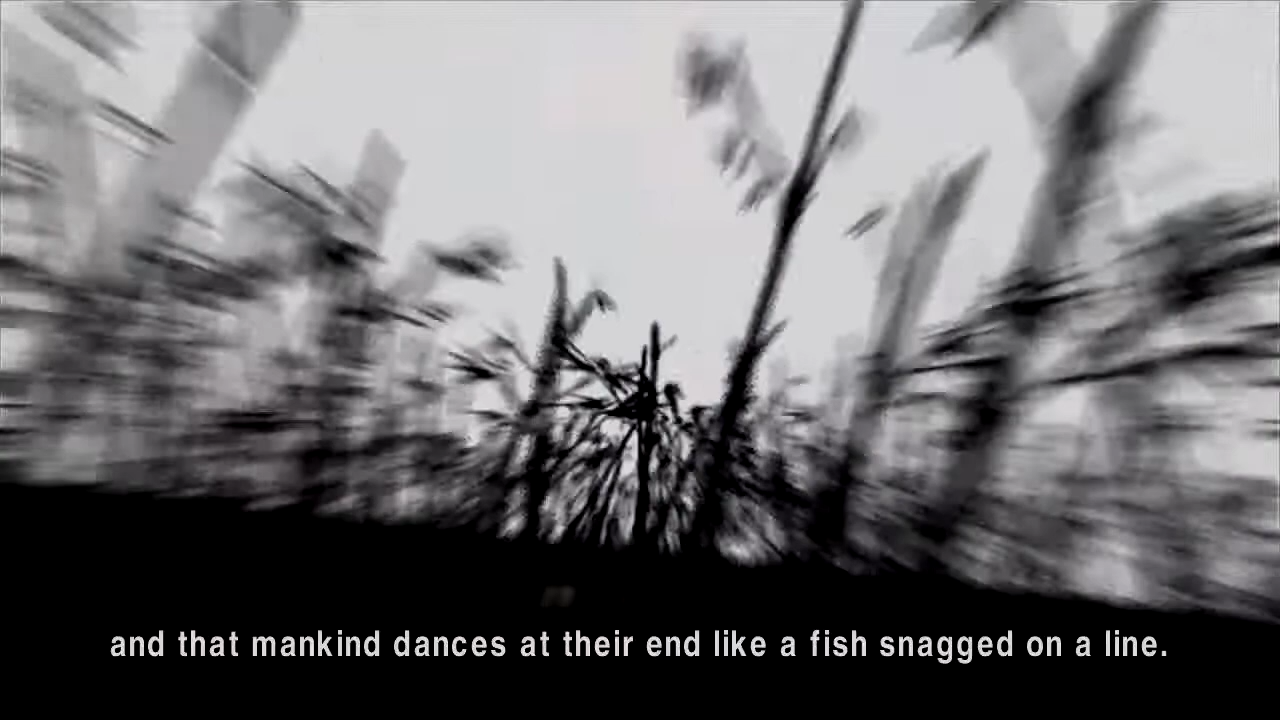 and that mankind dances at their end like a fish snagged on a line.